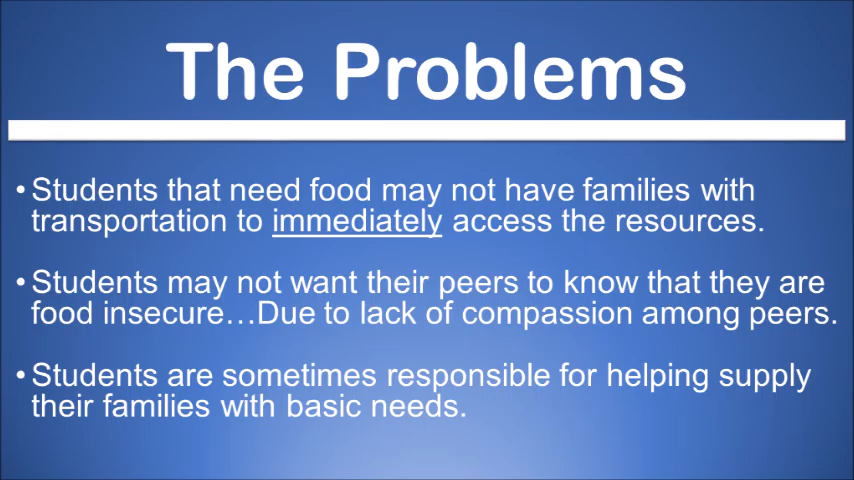 The Problems
•Students that need food may not have families with
transportation to immediately access the resources.
•Students may not want their peers to know that they are
food insecure…Due to lack of compassion among peers.
•Students are sometimes responsible for helping supply
their families with basic needs.